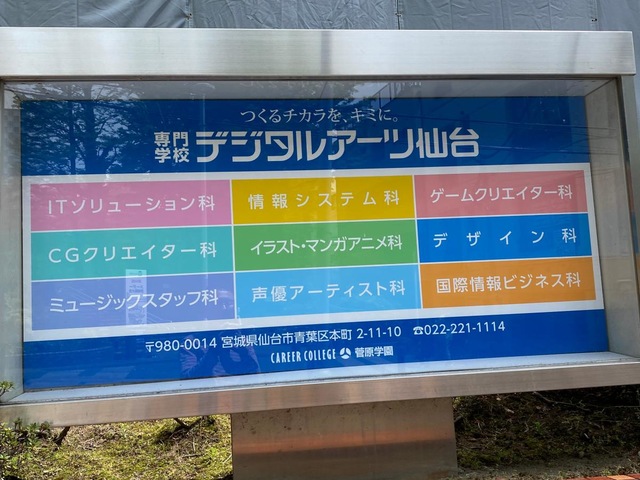 つくるチカラを、キミに。
専門学校 デジタルアーツ仙台
ITソリューション科
情報システム科
ゲームクリエイター科
CGクリエイター科
イラスト・マンガアニメ科
デザイン科
ミュージックスタッフ科
声優アーティスト科
国際情報ビジネス科
〒980-0014 宮城県仙台市青葉区本町 2-11-10 ☎022-221-1114
CAREER COLLEGE 菅原学園